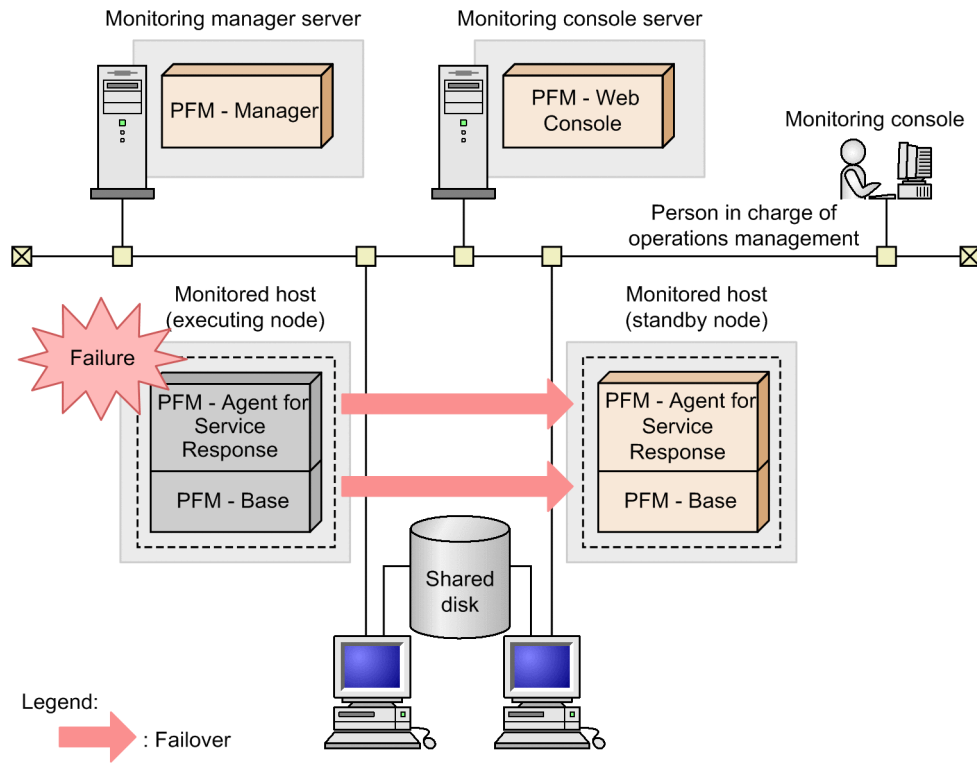 Monitoring manager server
Monitoring console server
PFM - Manager
PFM - Web
Console
Monitoring console
Person in charge of
operations management
Monitored host
(executing node)
Monitored host
(standby node)
Failure
PFM - Agent for
Service
Response
PFM - Base
PFM - Agent for
Service
Response
PFM - Base
Shared
disk
Legend:
: Failover